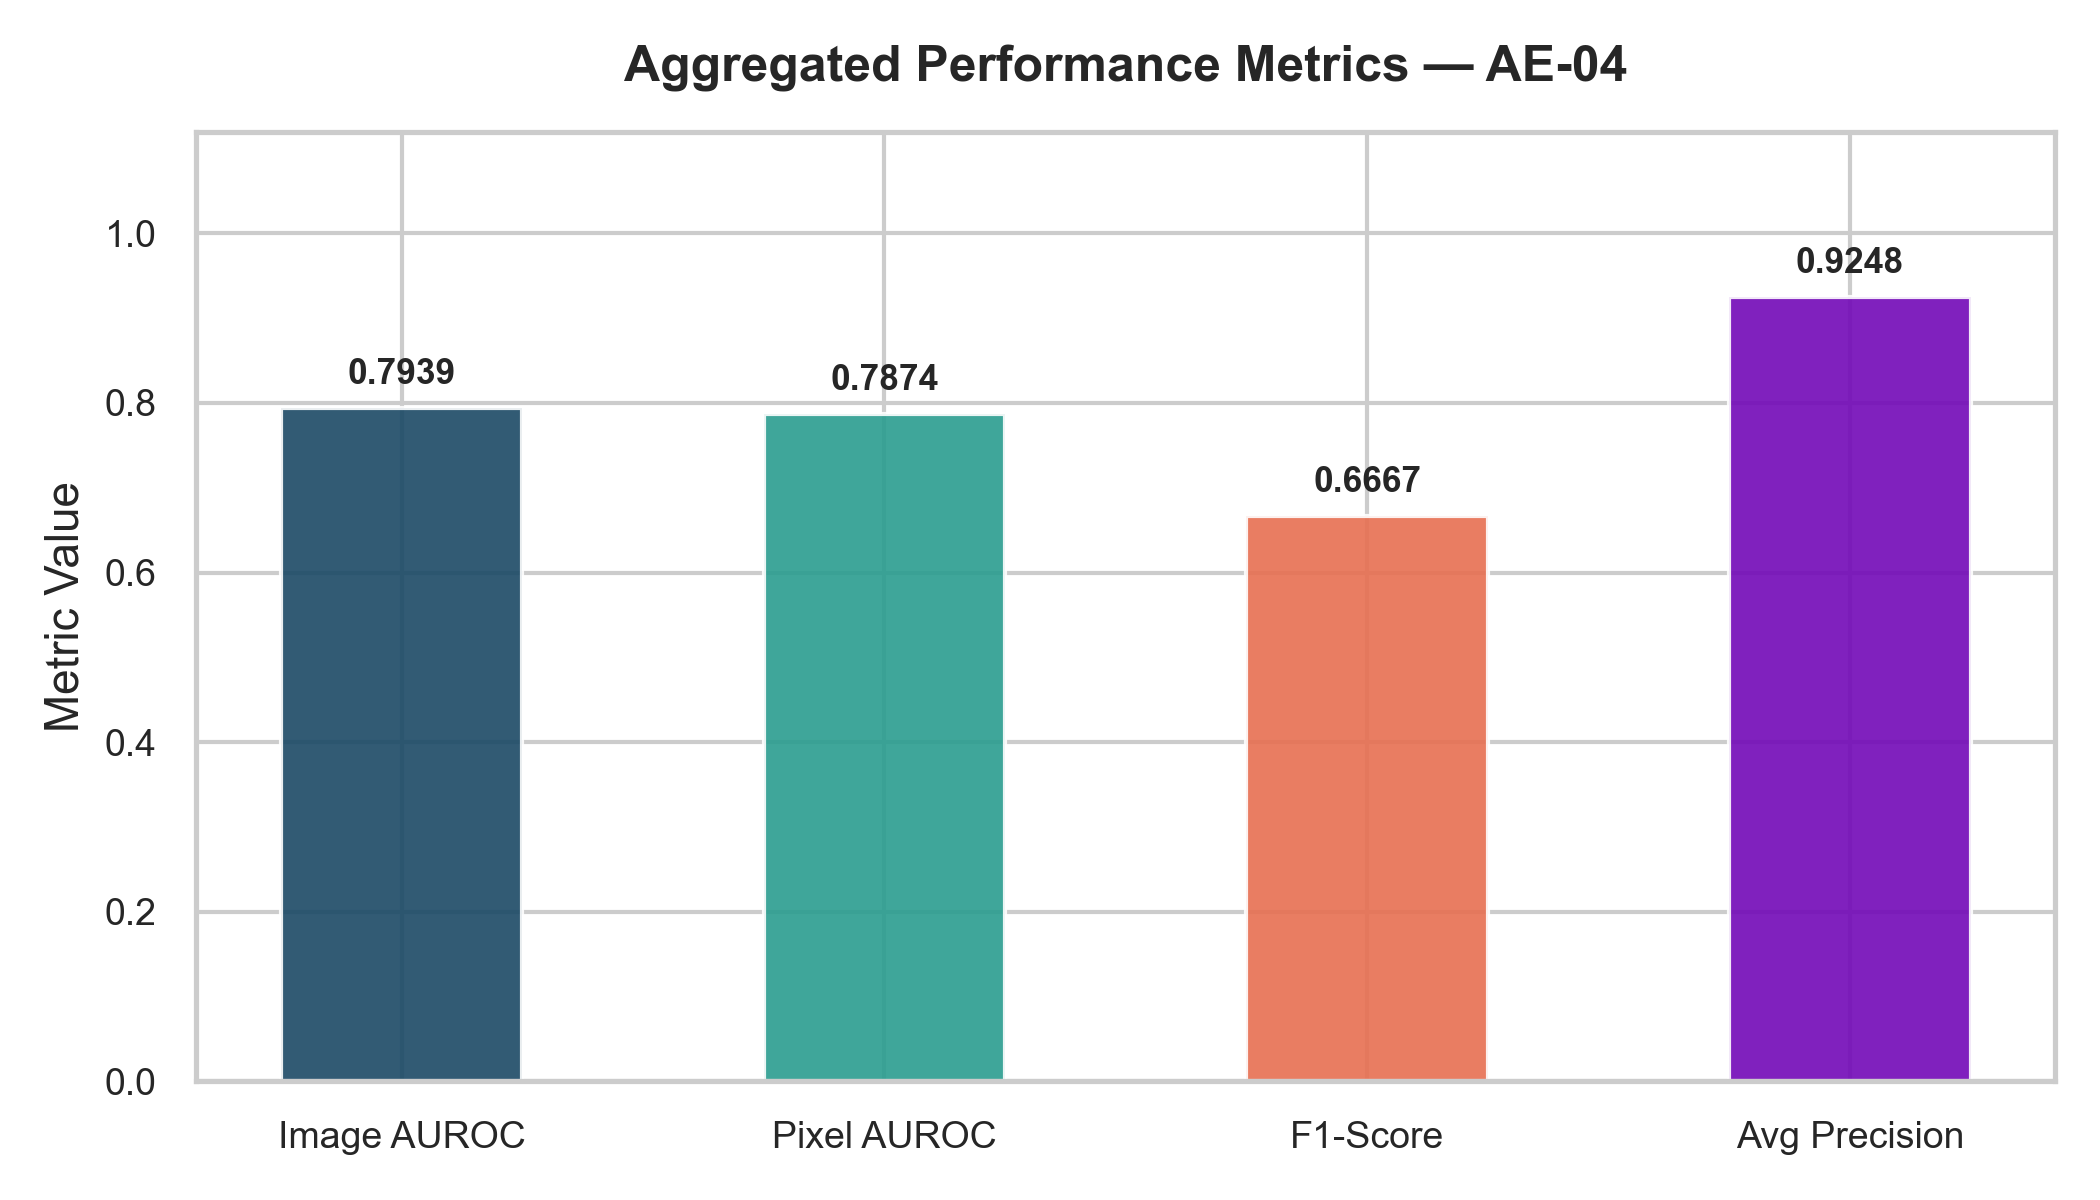 Aggregated Performance Metrics — AE-04
Metric Value
1.0
0.8
0.6
0.4
0.2
0.0
0.7939
0.7874
0.6667
0.9248
Image AUROC
Pixel AUROC
F1-Score
Avg Precision